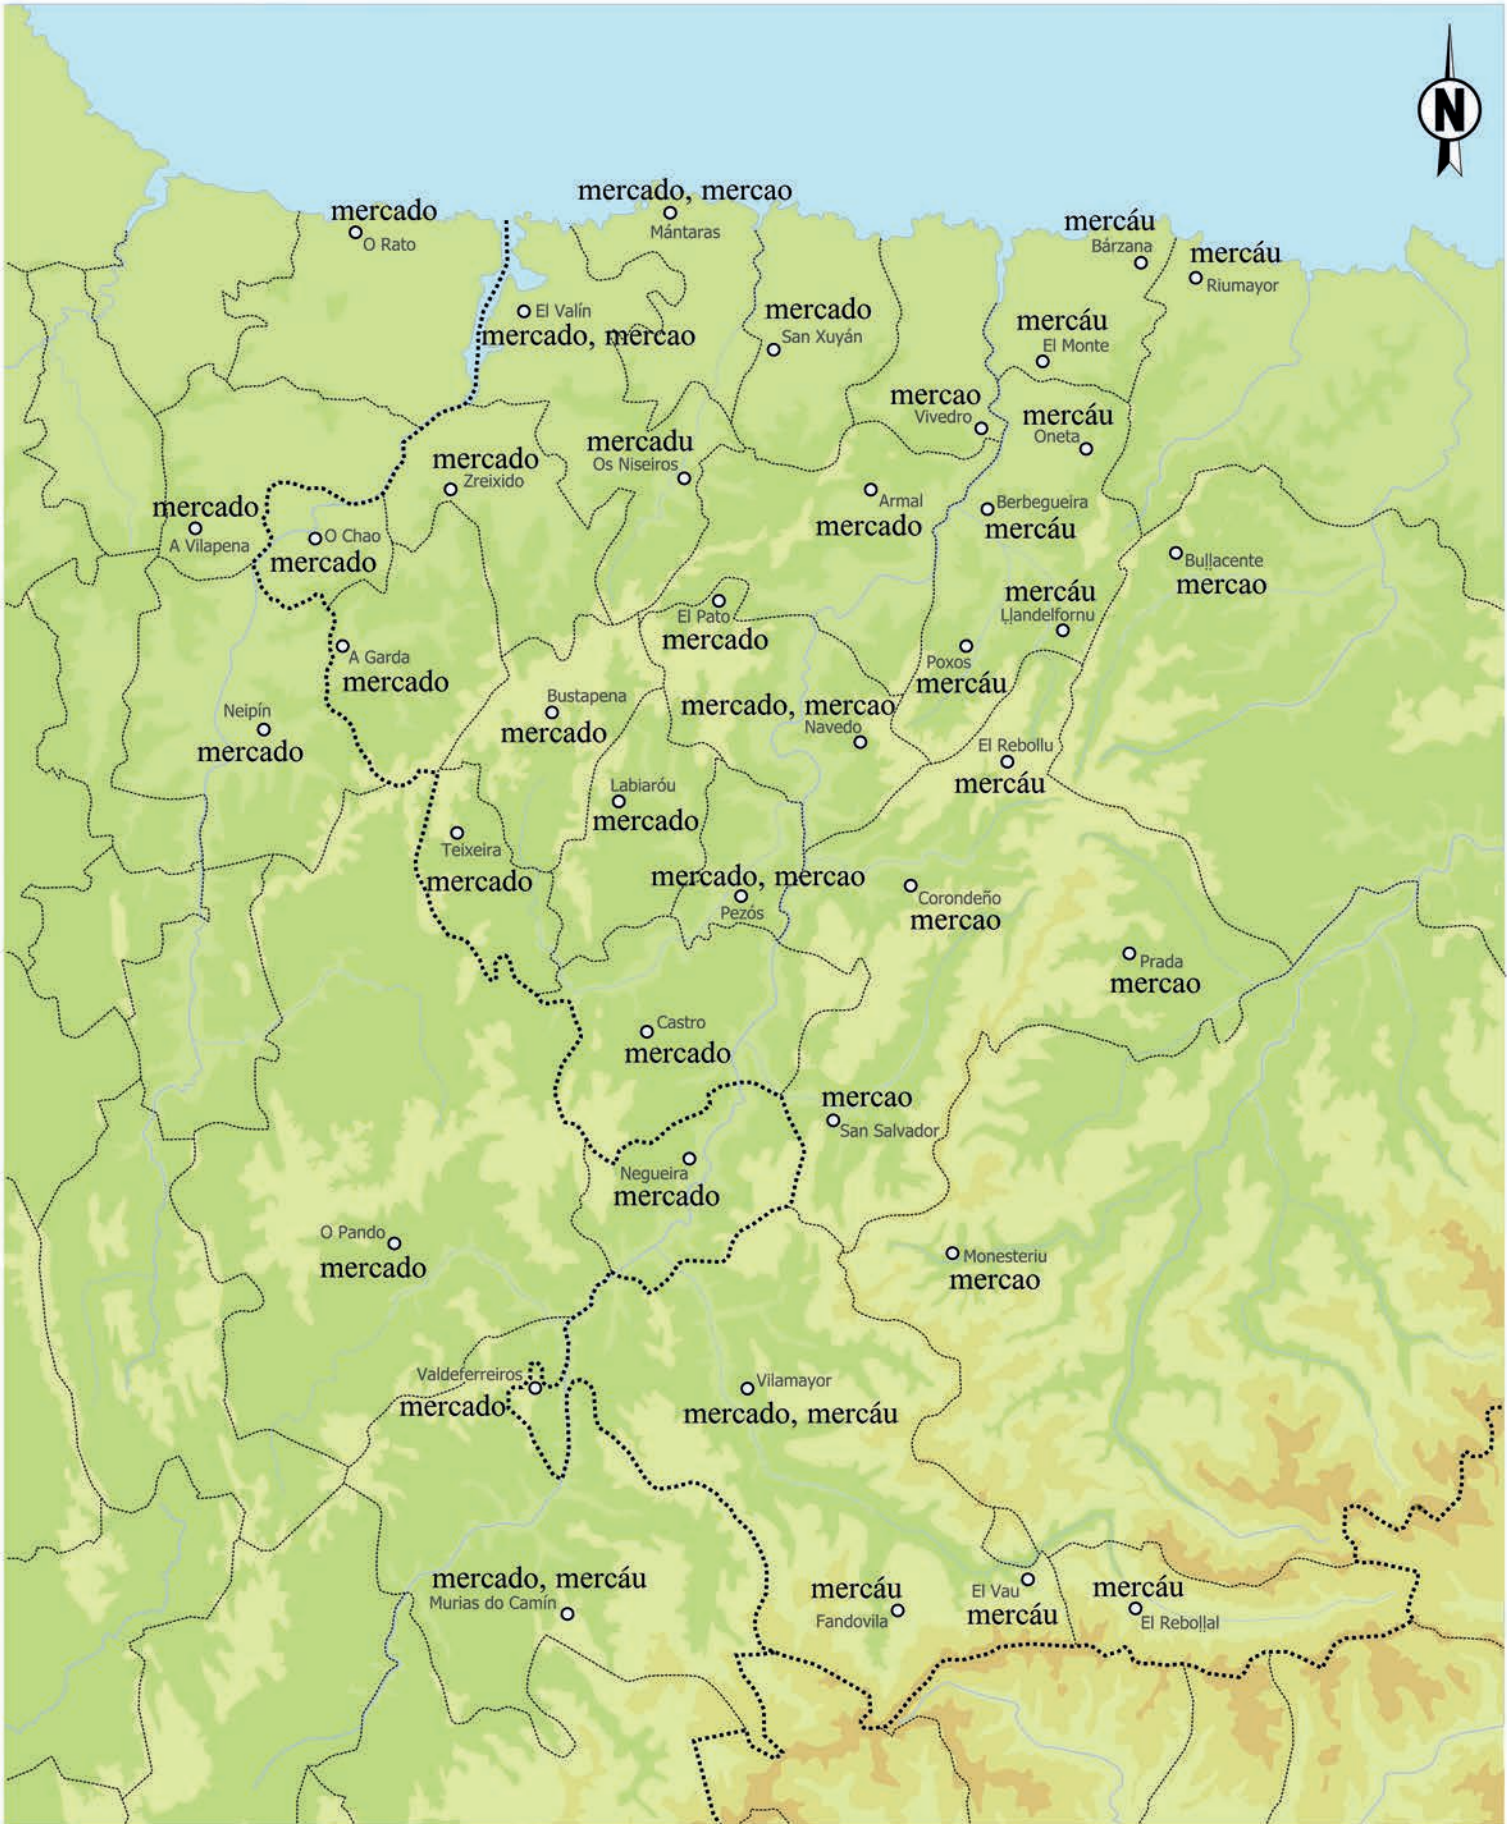 N
mercado, mercao
Mántaras
mercado
O Rato
mercáu
Bárzana
mercáu
Riumayor
El Valín
mercado, mercao
mercado
San Xuyán
mercáu
El Monte
mercao
Vivedro
mercáu
Oneta
mercadu
Os Niseiros
mercado
Zreixido
mercado
A Vilapena
O Chao
mercado
Armal
mercado
Berbegueira
mercáu
Buḷḷacente
mercao
mercáu
Ḷḷandelfornu
El Pato
mercado
A Garda
mercado
Poxos
mercáu
Neipín
mercado
Bustapena
mercado
mercado, mercao
Navedo
El Rebollu
mercáu
Labiaróu
mercado
Teixeira
mercado
mercado, mercao
Pezós
Corondeño
mercao
Prada
mercao
Castro
mercado
mercao
San Salvador
Negueira
mercado
O Pando
mercado
Monesteriu
mercao
Valdeferreiros
mercado
Vilamayor
mercado, mercáu
mercado, mercáu
Murias do Camín
mercáu
Fandovila
El Vau
mercáu
mercáu
El Reboḷḷal